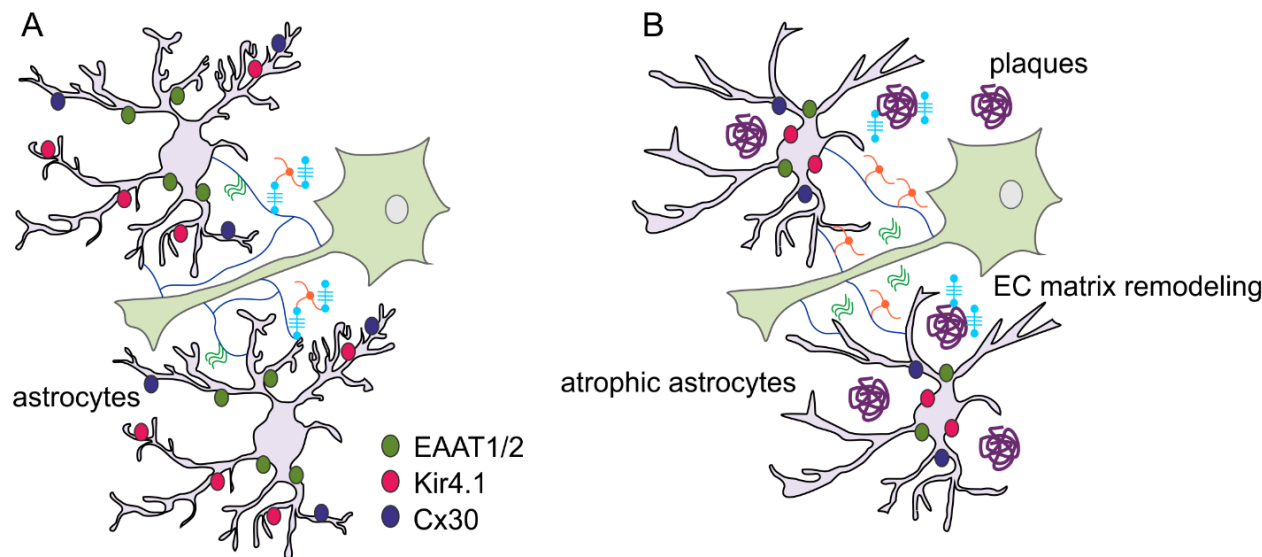 A
astrocytes
EAAT1/2
Kir4.1
Cx30
B
plaques
EC matrix remodeling
atrophic astrocytes